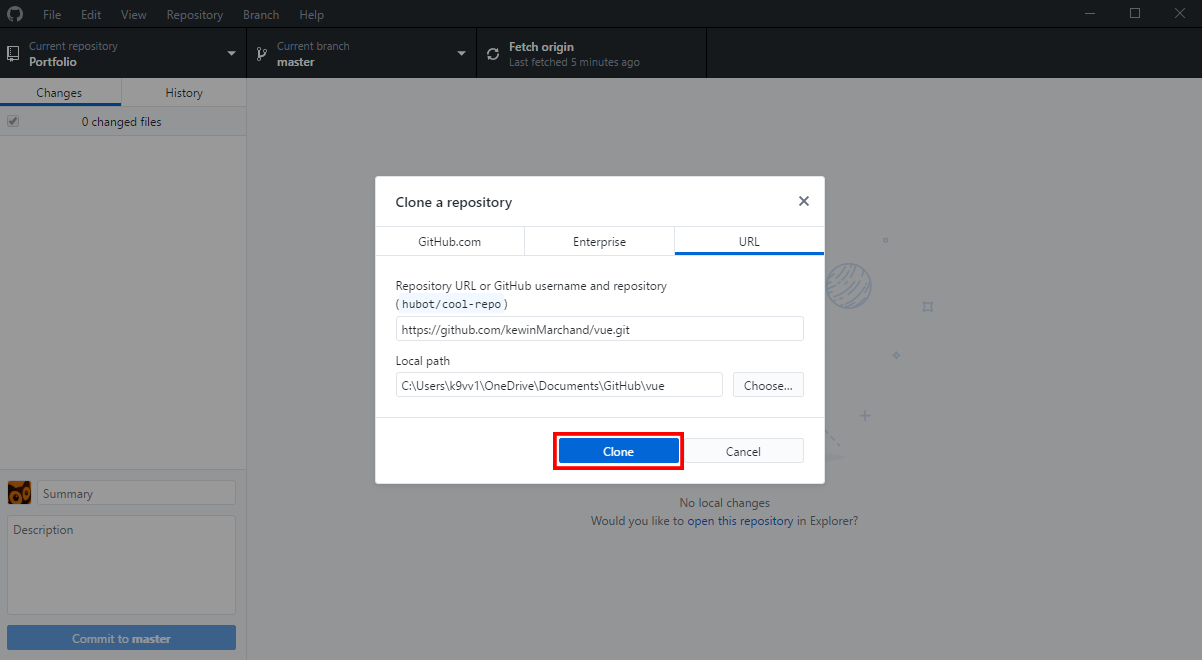 File Edit View Repository Branch Help
Current repository
Portfolio
Current branch
master
Fetch origin
Last fetched 5 minutes ago
Changes History
0 changed files
Clone a repository
GitHub.com Enterprise URL
Repository URL or GitHub username and repository
(hubot/cool-repo)
https://github.com/kewinMarchand/vue.git
Local path
C:\Users\k9vv1\OneDrive\Documents\GitHub\vue
Choose...
Clone Cancel
No local changes
Would you like to open this repository in Explorer?
Summary
Description
Commit to master